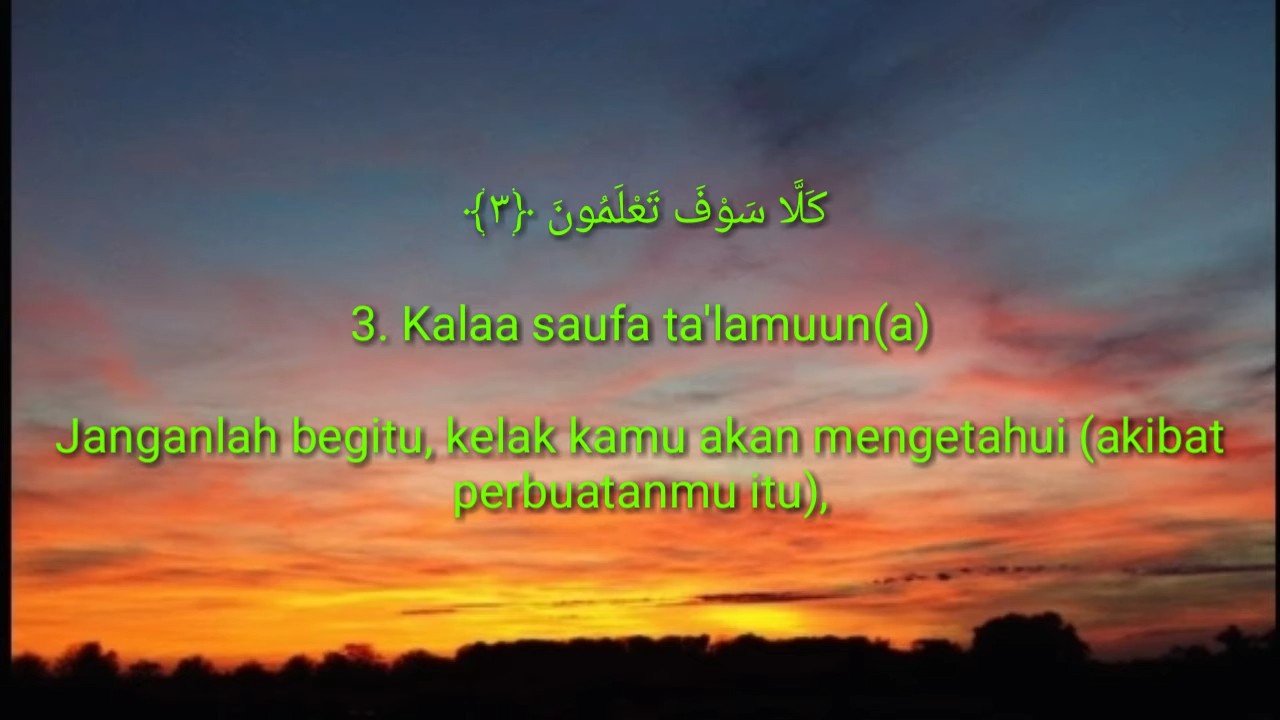 كَلَّا سَوْفَ تَعْلَمُونَ ﴿٣﴾
3. Kalaa saufa ta'lamuun(a)
Janganlah begitu, kelak kamu akan mengetahui (akibat
perbuatanmu itu),